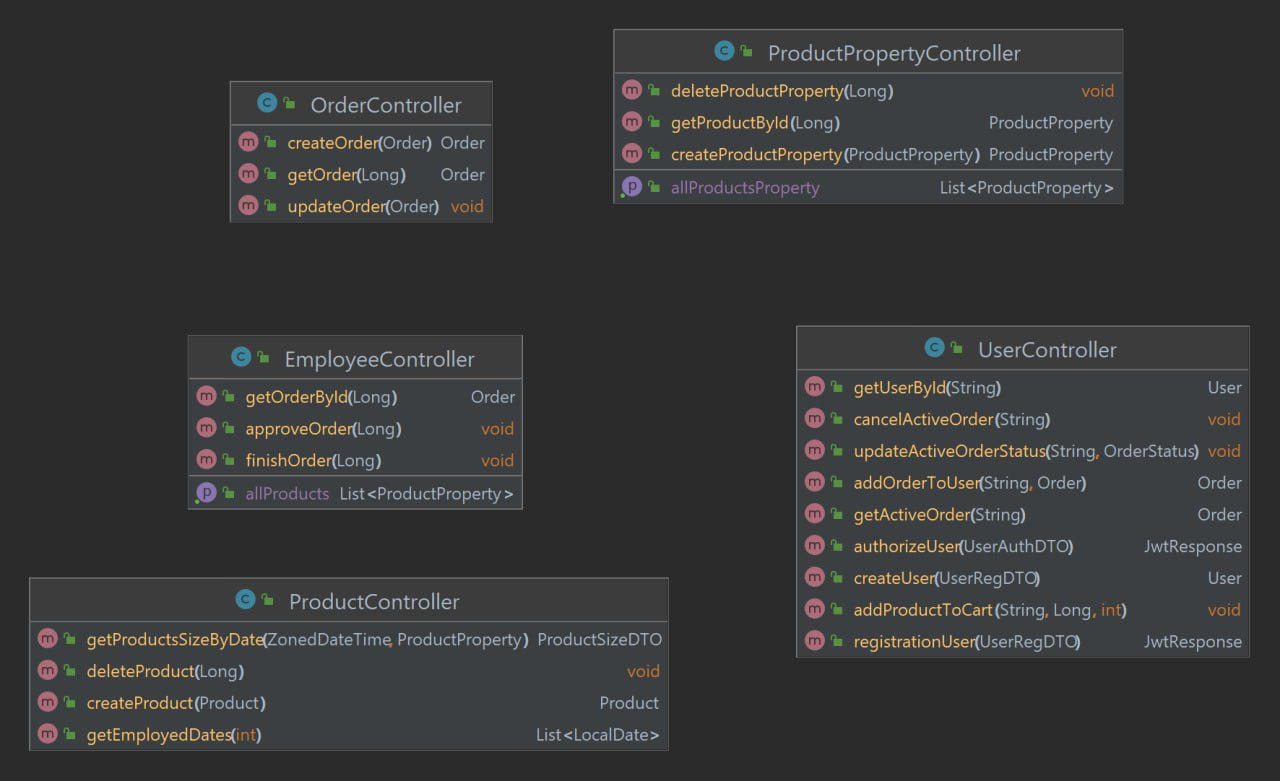 OrderController
createOrder(Order) Order
getOrder(Long) Order
updateOrder(Order) void
ProductPropertyController
deleteProductProperty(Long) void
getProductById(Long) ProductProperty
createProductProperty(ProductProperty) ProductProperty
allProductsProperty List<ProductProperty>
EmployeeController
getOrderById(Long) Order
approveOrder(Long) void
finishOrder(Long) void
allProducts List<ProductProperty>
UserController
getUserById(String) User
cancelActiveOrder(String) void
updateActiveOrderStatus(String, OrderStatus) void
addOrderToUser(String, Order) Order
getActiveOrder(String) Order
authorizeUser(UserAuthDTO) JwtResponse
createUser(UserRegDTO) User
addProductToCart(String, Long, int) void
registrationUser(UserRegDTO) JwtResponse
ProductController
getProductsSizeByDate(ZonedDateTime, ProductProperty) ProductSizeDTO
deleteProduct(Long) void
createProduct(Product) Product
getEmployedDates(int) List<LocalDate>